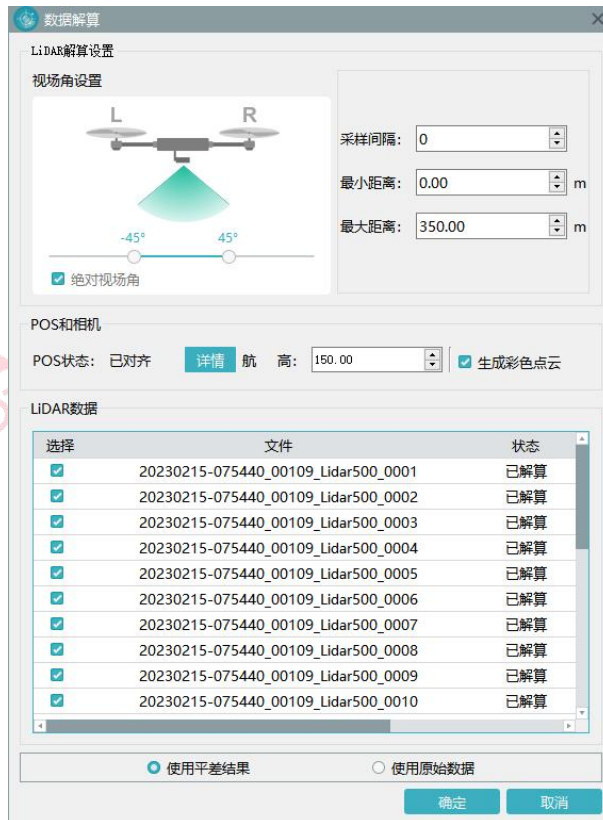 数据解算
LiDAR解算设置
视场角设置
L R
采样间隔： 0
最小距离： 0.00 m
最大距离： 350.00 m
-45° 45°
绝对视场角
POS和相机
POS状态： 已对齐 详情 航 高： 150.00 生成彩色点云
LiDAR数据
选择 文件 状态
20230215-075440_00109_Lidar500_0001 已解算
20230215-075440_00109_Lidar500_0002 已解算
20230215-075440_00109_Lidar500_0003 已解算
20230215-075440_00109_Lidar500_0004 已解算
20230215-075440_00109_Lidar500_0005 已解算
20230215-075440_00109_Lidar500_0006 已解算
20230215-075440_00109_Lidar500_0007 已解算
20230215-075440_00109_Lidar500_0008 已解算
20230215-075440_00109_Lidar500_0009 已解算
20230215-075440_00109_Lidar500_0010 已解算
使用平差结果 使用原始数据
确定 取消